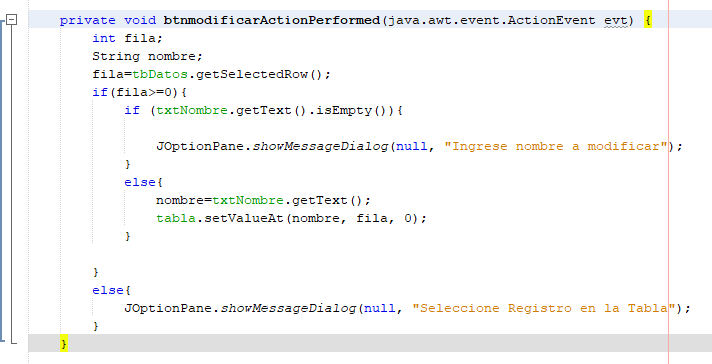 private void btnmodificarActionPerformed(java.awt.event.ActionEvent evt) {
int fila;
String nombre;
fila=tbDatos.getSelectedRow();
if(fila>=0){
if (txtNombre.getText().isEmpty()){
JOptionPane.showMessageDialog(null, "Ingrese nombre a modificar");
}
else{
nombre=txtNombre.getText();
tabla.setValueAt(nombre, fila, 0);
}
}
else{
JOptionPane.showMessageDialog(null, "Seleccione Registro en la Tabla");
}
}